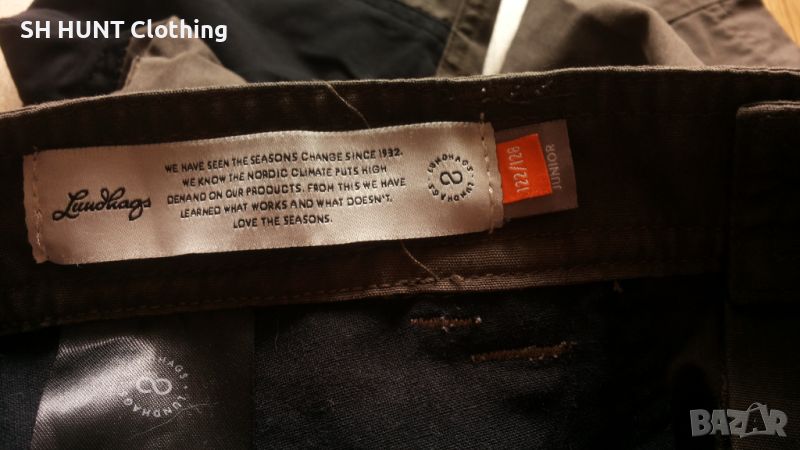 SH HUNT Clothing
Lundhags
WE HAVE SEEN THE SEASONS CHANGE SINCE 1932.
WE KNOW THE NORDIC CLIMATE PUTS HIGH
DEMAND ON OUR PRODUCTS. FROM THIS WE HAVE
LEARNED WHAT WORKS AND WHAT DOESN'T.
LOVE THE SEASONS.
LUNDHAGS · LUNDHAGS ·
122/128
JUNIOR
LUNDHAGS · LUNDHAGS
BAZAR